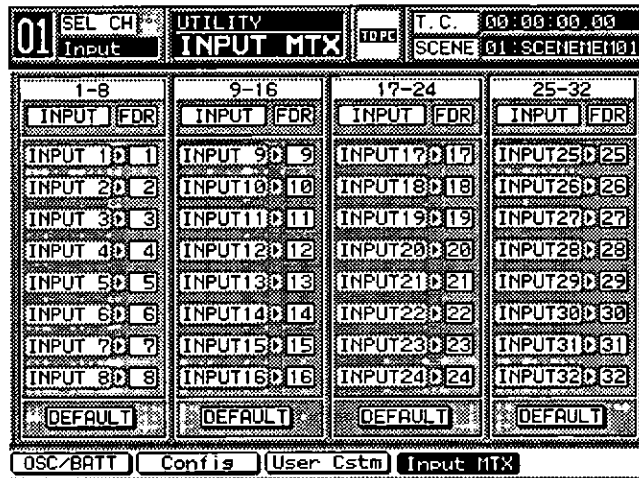 01 SEL CH Input UTILITY INPUT MTX TO PC T. C. 00:00:00.00
SCENE 01:SCENEMEM01
1-8 9-16 17-24 25-32
INPUT FDR INPUT FDR INPUT FDR INPUT FDR
INPUT 1 1 INPUT 9 9 INPUT17 17 INPUT25 25
INPUT 2 2 INPUT10 10 INPUT18 18 INPUT26 26
INPUT 3 3 INPUT11 11 INPUT19 19 INPUT27 27
INPUT 4 4 INPUT12 12 INPUT20 20 INPUT28 28
INPUT 5 5 INPUT13 13 INPUT21 21 INPUT29 29
INPUT 6 6 INPUT14 14 INPUT22 22 INPUT30 30
INPUT 7 7 INPUT15 15 INPUT23 23 INPUT31 31
INPUT 8 8 INPUT16 16 INPUT24 24 INPUT32 32
DEFAULT DEFAULT DEFAULT DEFAULT
OSC/BATT Config User Cstm Input MTX